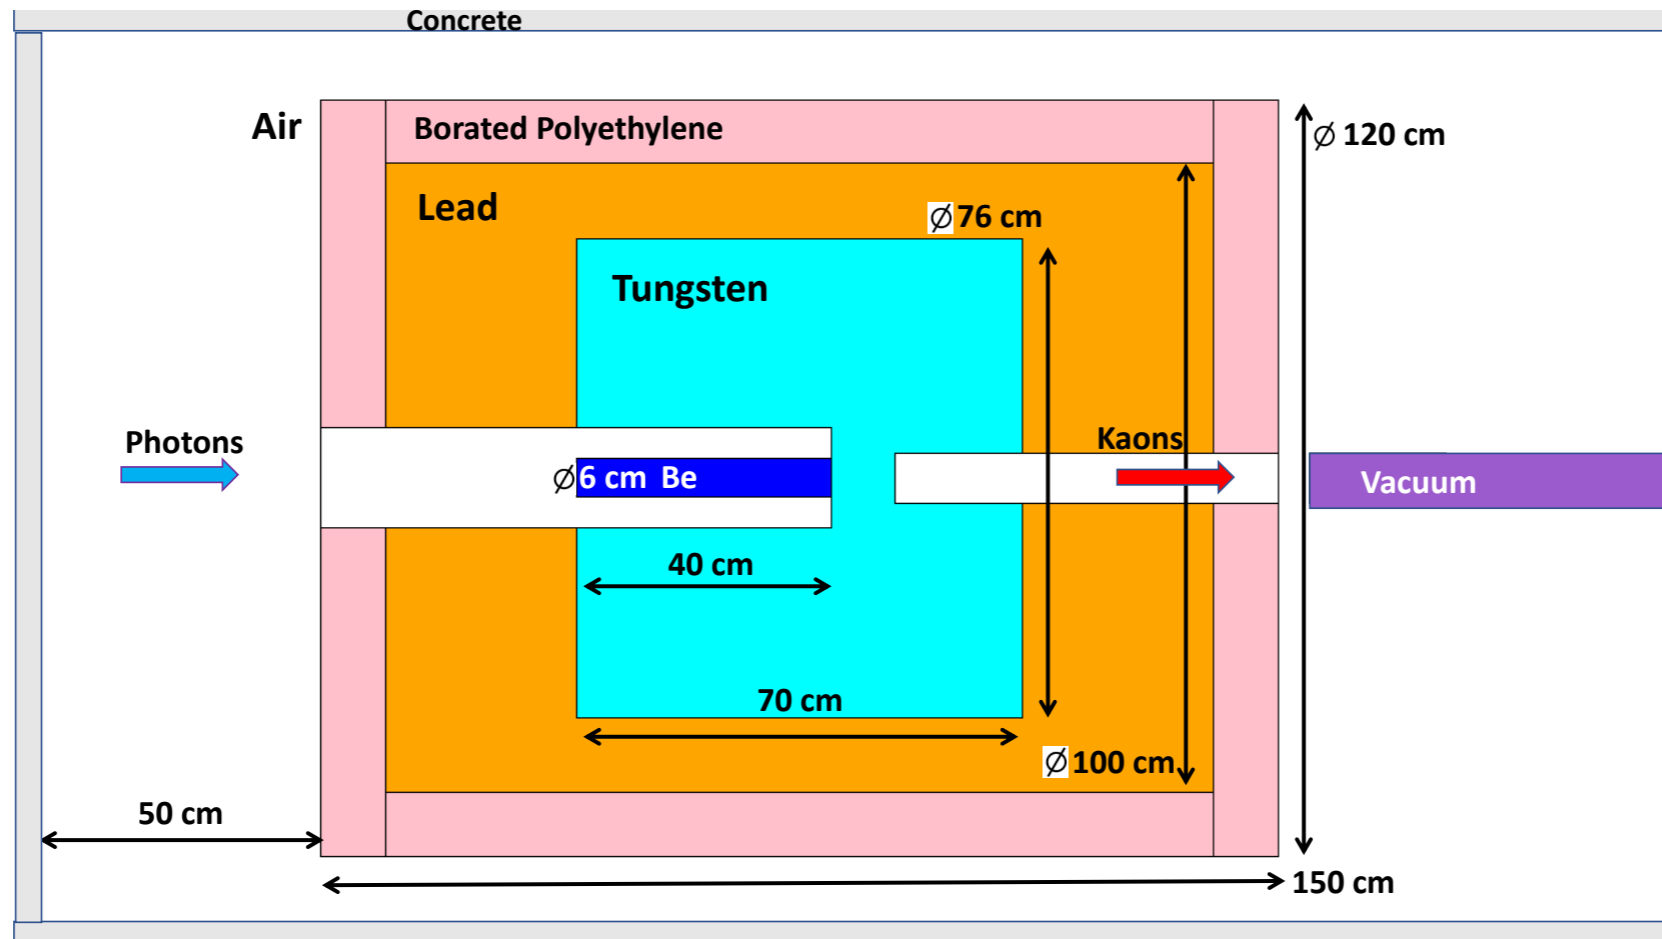 Concrete
Air
Borated Polyethylene
∅ 120 cm
Lead
∅ 76 cm
Tungsten
Photons
Kaons
∅ 6 cm Be
Vacuum
40 cm
70 cm
∅ 100 cm
50 cm
150 cm